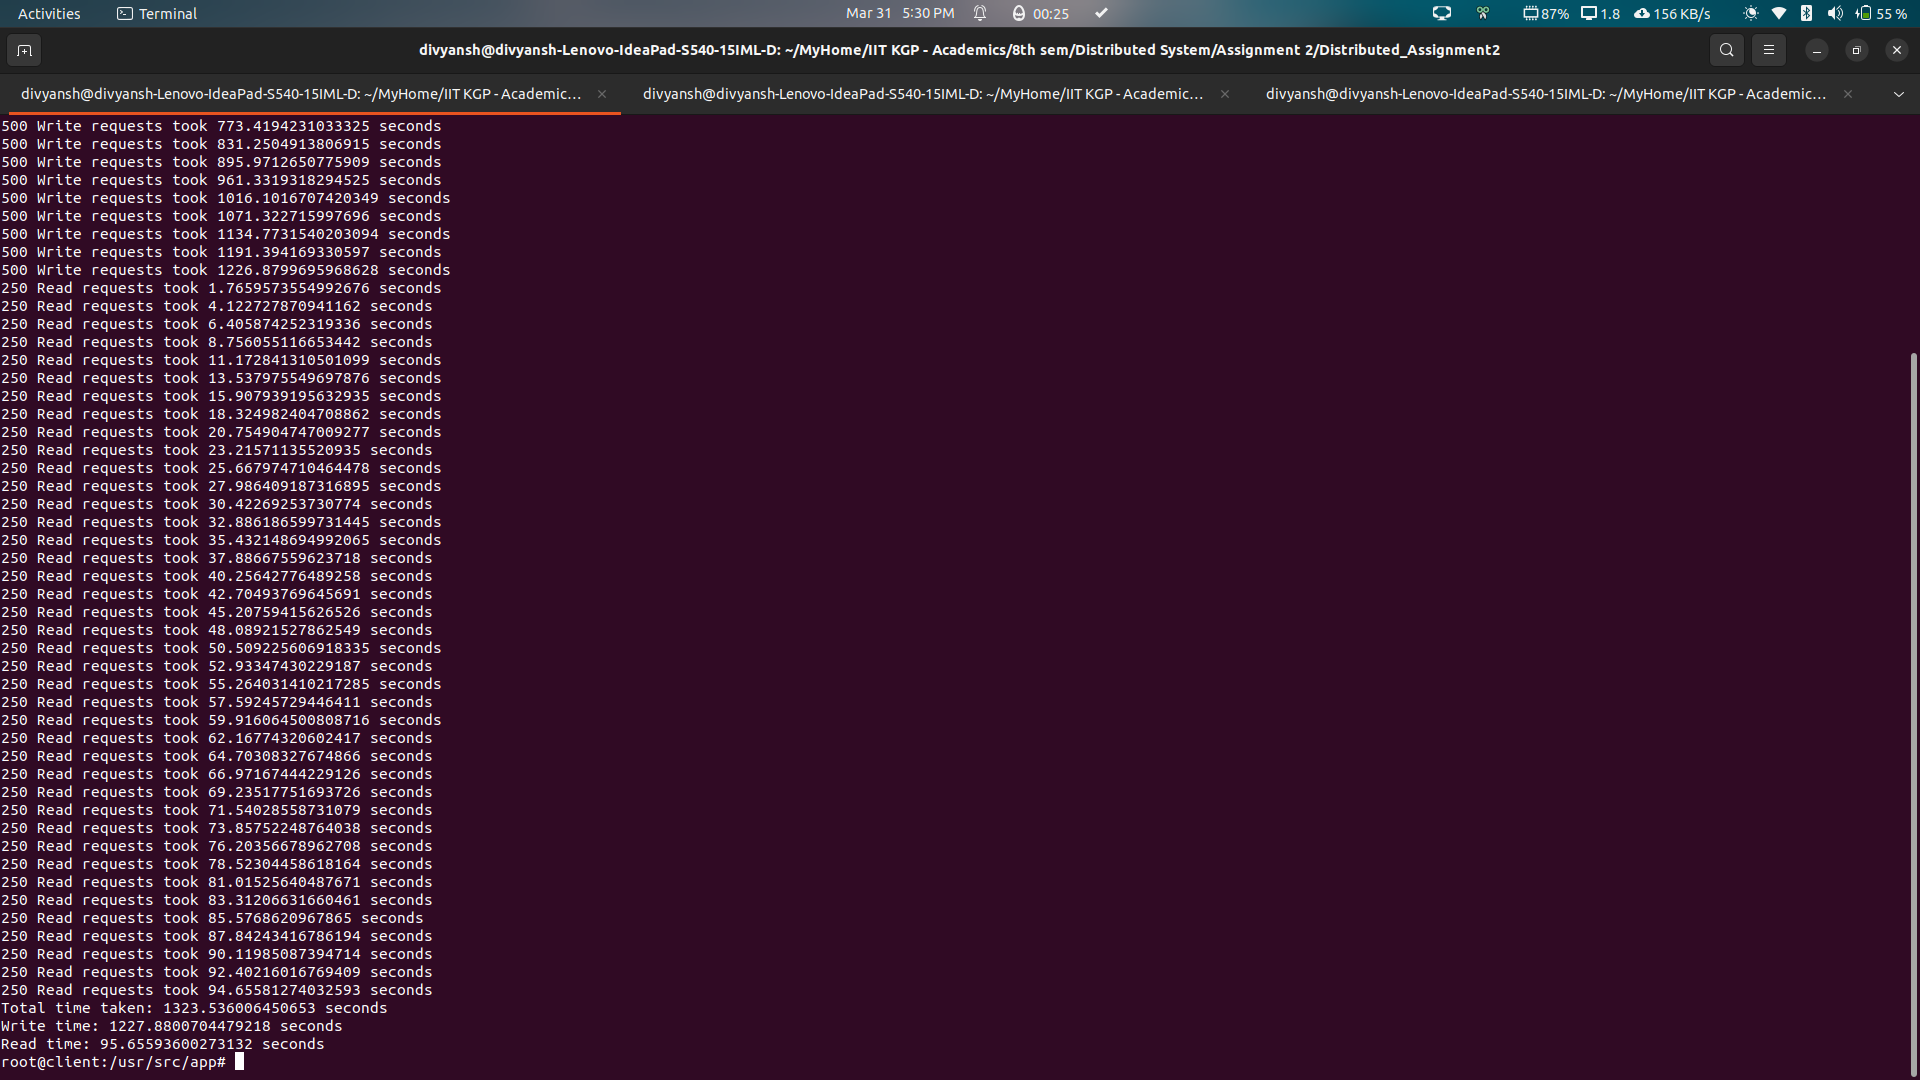 Activities Terminal Mar 31 5:30 PM 00:25 87% 1.8 156 KB/s 55 %
divyansh@divyansh-Lenovo-IdeaPad-S540-15IML-D: ~/MyHome/IIT KGP - Academics/8th sem/Distributed System/Assignment 2/Distributed_Assignment2
divyansh@divyansh-Lenovo-IdeaPad-S540-15IML-D: ~/MyHome/IIT KGP - Academic... divyansh@divyansh-Lenovo-IdeaPad-S540-15IML-D: ~/MyHome/IIT KGP - Academic... divyansh@divyansh-Lenovo-IdeaPad-S540-15IML-D: ~/MyHome/IIT KGP - Academic...
500 Write requests took 773.4194231033325 seconds
500 Write requests took 831.2504913806915 seconds
500 Write requests took 895.9712650775909 seconds
500 Write requests took 961.3319318294525 seconds
500 Write requests took 1016.1016707420349 seconds
500 Write requests took 1071.322715997696 seconds
500 Write requests took 1134.7731540203094 seconds
500 Write requests took 1191.394169330597 seconds
500 Write requests took 1226.8799695968628 seconds
250 Read requests took 1.7659573554992676 seconds
250 Read requests took 4.122727870941162 seconds
250 Read requests took 6.405874252319336 seconds
250 Read requests took 8.756055116653442 seconds
250 Read requests took 11.172841310501099 seconds
250 Read requests took 13.537975549697876 seconds
250 Read requests took 15.907939195632935 seconds
250 Read requests took 18.324982404708862 seconds
250 Read requests took 20.754904747009277 seconds
250 Read requests took 23.21571135520935 seconds
250 Read requests took 25.667974710464478 seconds
250 Read requests took 27.986409187316895 seconds
250 Read requests took 30.42269253730774 seconds
250 Read requests took 32.886186599731445 seconds
250 Read requests took 35.432148694992065 seconds
250 Read requests took 37.88667559623718 seconds
250 Read requests took 40.25642776489258 seconds
250 Read requests took 42.70493769645691 seconds
250 Read requests took 45.20759415626526 seconds
250 Read requests took 48.08921527862549 seconds
250 Read requests took 50.509225606918335 seconds
250 Read requests took 52.93347430229187 seconds
250 Read requests took 55.264031410217285 seconds
250 Read requests took 57.59245729446411 seconds
250 Read requests took 59.916064500808716 seconds
250 Read requests took 62.16774320602417 seconds
250 Read requests took 64.70308327674866 seconds
250 Read requests took 66.97167444229126 seconds
250 Read requests took 69.23517751693726 seconds
250 Read requests took 71.54028558731079 seconds
250 Read requests took 73.85752248764038 seconds
250 Read requests took 76.20356678962708 seconds
250 Read requests took 78.52304458618164 seconds
250 Read requests took 81.01525640487671 seconds
250 Read requests took 83.31206631660461 seconds
250 Read requests took 85.5768620967865 seconds
250 Read requests took 87.84243416786194 seconds
250 Read requests took 90.11985087394714 seconds
250 Read requests took 92.40216016769409 seconds
250 Read requests took 94.65581274032593 seconds
Total time taken: 1323.536006450653 seconds
Write time: 1227.8800704479218 seconds
Read time: 95.65593600273132 seconds
root@client:/usr/src/app#